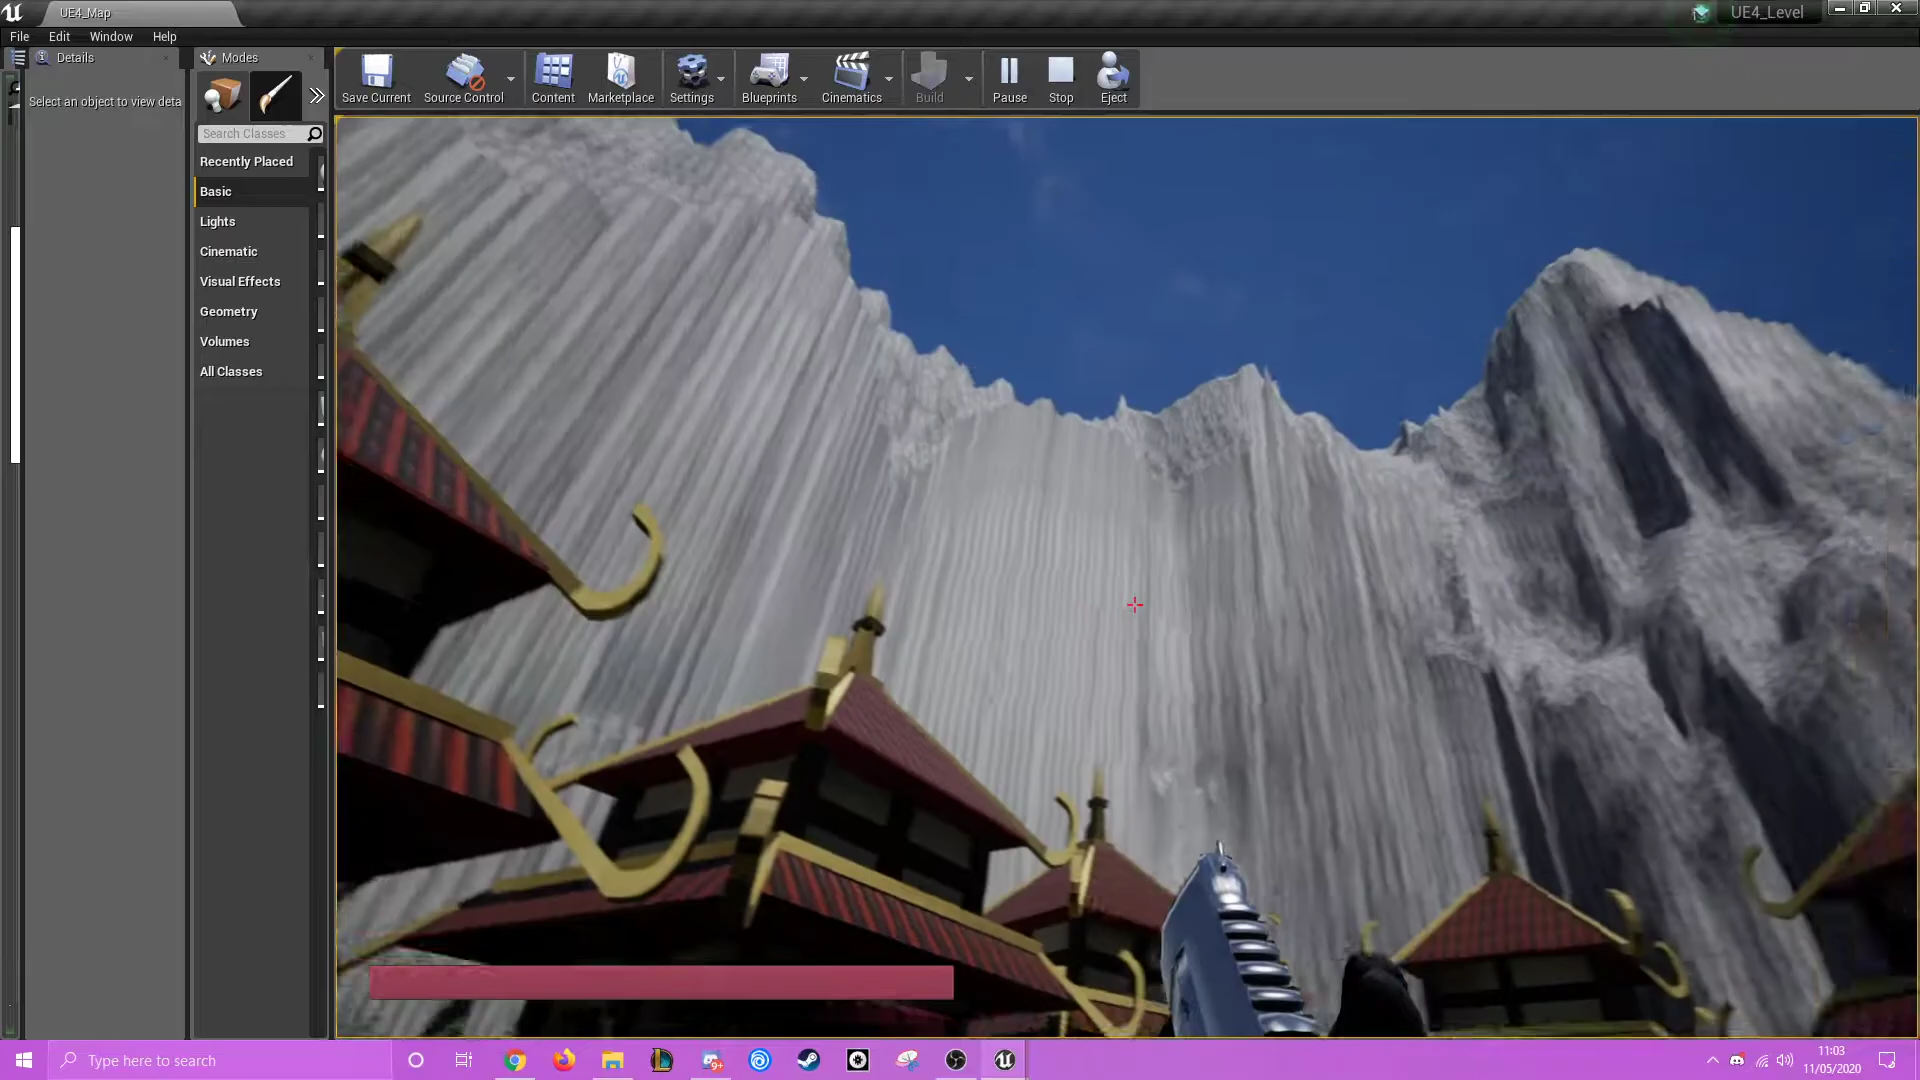 UE4_Map
UE4_Level
File Edit Window Help
Details
Modes
Select an object to view deta
Search Classes
Recently Placed
Basic
Lights
Cinematic
Visual Effects
Geometry
Volumes
All Classes
Save Current Source Control Content Marketplace Settings Blueprints Cinematics Build Pause Stop Eject
Type here to search
9+
11:03
11/05/2020